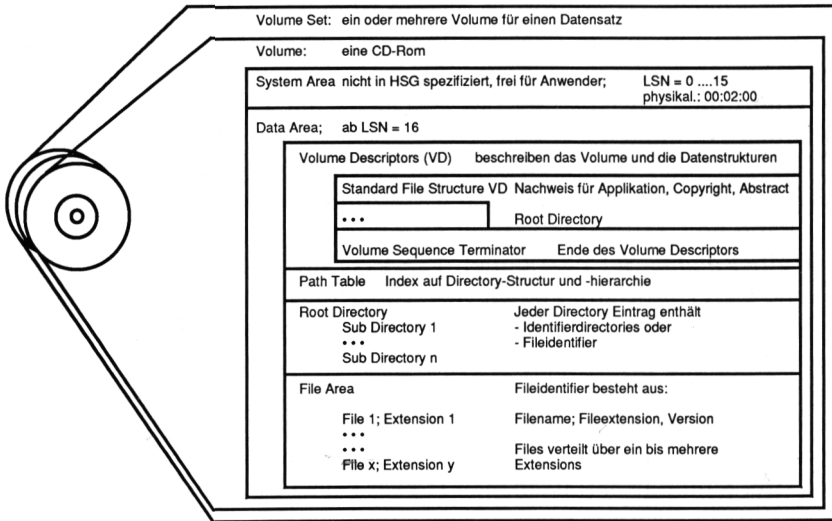 Volume Set: ein oder mehrere Volume für einen Datensatz
Volume: eine CD-Rom
System Area nicht in HSG spezifiziert, frei für Anwender; LSN = 0 ....15
physikal.: 00:02:00
Data Area; ab LSN = 16
Volume Descriptors (VD) beschreiben das Volume und die Datenstrukturen
Standard File Structure VD Nachweis für Applikation, Copyright, Abstract
• • • Root Directory
Volume Sequence Terminator Ende des Volume Descriptors
Path Table Index auf Directory-Structur und -hierarchie
Root Directory Jeder Directory Eintrag enthält
Sub Directory 1 - Identifierdirectories oder
• • • - Fileidentifier
Sub Directory n
File Area Fileidentifier besteht aus:
File 1; Extension 1 Filename; Fileextension, Version
• • •
• • • Files verteilt über ein bis mehrere
File x; Extension y Extensions